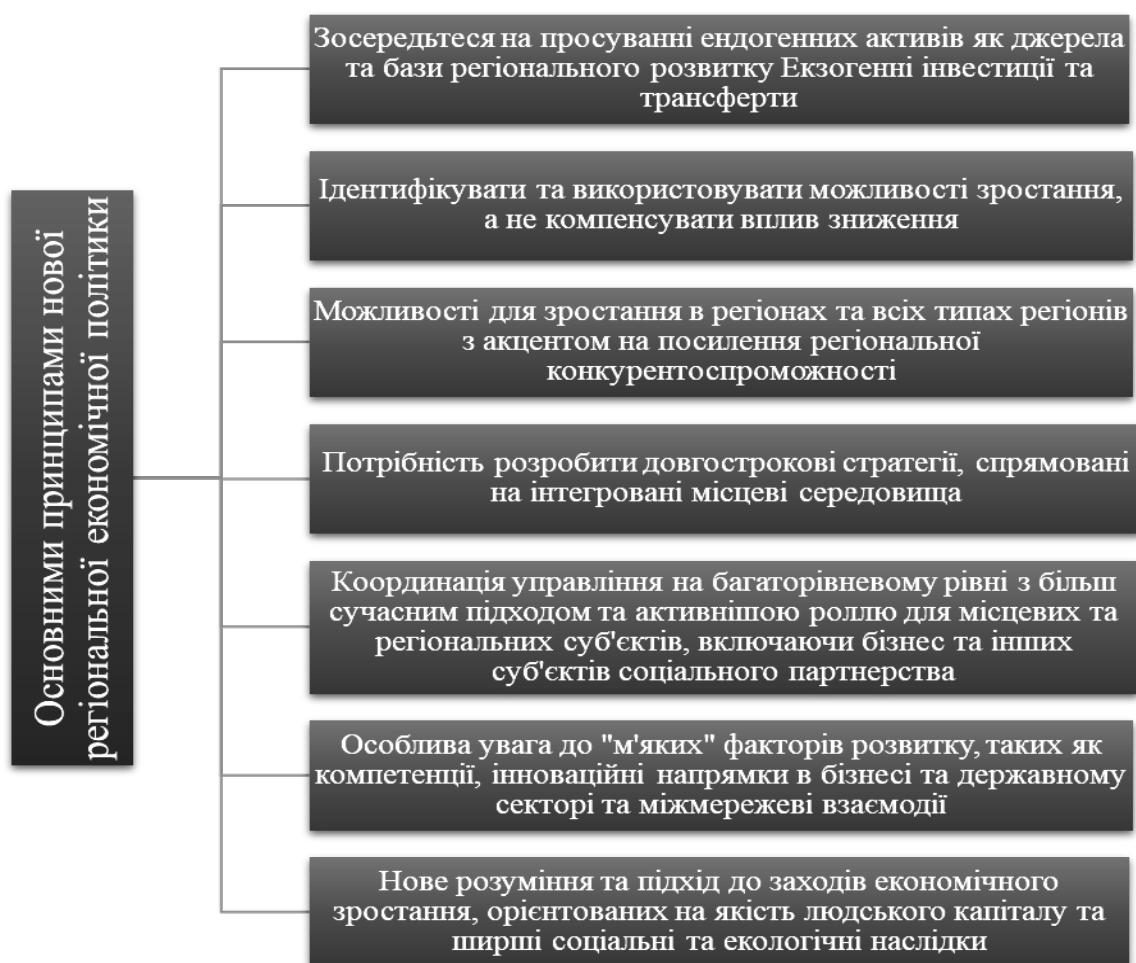 Основними принципами нової
регіональної економічної політики
Зосередьтеся на просуванні ендогенних активів як джерела
та бази регіонального розвитку Екзогенні інвестиції та
трансферти
Ідентифікувати та використовувати можливості зростання,
а не компенсувати вплив зниження
Можливості для зростання в регіонах та всіх типах регіонів
з акцентом на посилення регіональної
конкурентоспроможності
Потрібність розробити довгострокові стратегії, спрямовані
на інтегровані місцеві середовища
Координація управління на багаторівневому рівні з більш
сучасним підходом та активнішою роллю для місцевих та
регіональних суб'єктів, включаючи бізнес та інших
суб'єктів соціального партнерства
Особлива увага до "м'яких" факторів розвитку, таких як
компетенції, інноваційні напрямки в бізнесі та державному
секторі та міжмережеві взаємодії
Нове розуміння та підхід до заходів економічного
зростання, орієнтованих на якість людського капіталу та
ширші соціальні та екологічні наслідки